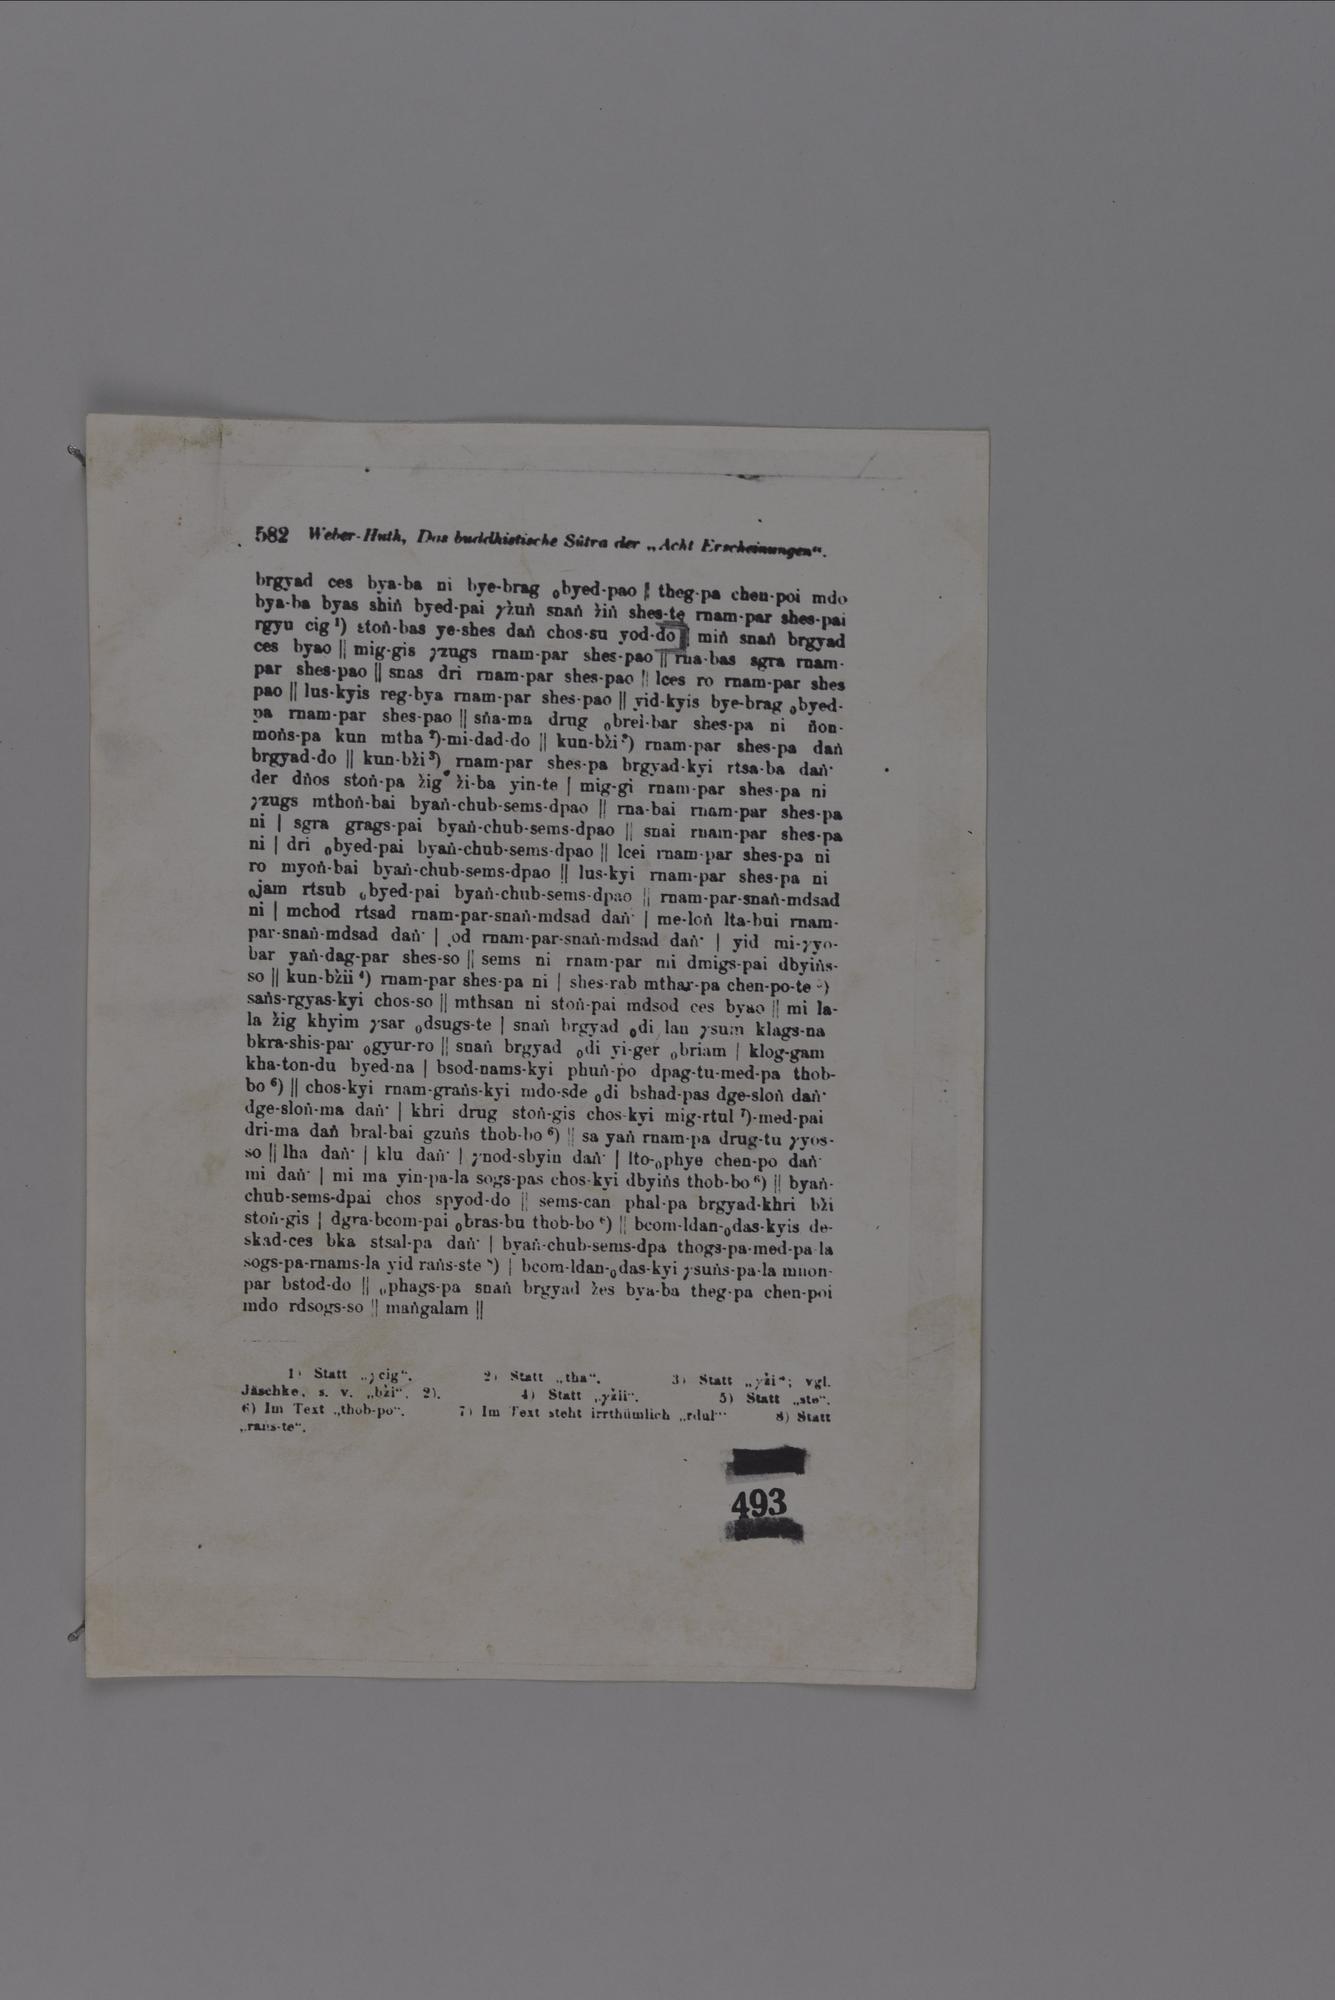 582 Weber-Huth, Das buddhistische Sûtra der „Acht Erscheinungen“.
brgyad ces bya-ba ni bye-brag ₀byed-pao ‖ theg-pa chen-poi mdo
bya-ba byas shiṅ byed-pai γžuṅ snaṅ žiṅ shes-te rnam-par shes-pai
rgyu cig ¹) stoṅ-bas ye-shes daṅ chos-su yod-do ‖ miṅ snaṅ brgyad
ces byao ‖ mig-gis γzugs rnam-par shes-pao ‖ rna-bas sgra rnam-
par shes-pao ‖ snas dri rnam-par shes-pao ‖ lces ro rnam-par shes
pao ‖ lus-kyis reg-bya rnam-par shes-pao ‖ yid-kyis bye-brag ₀byed-
pa rnam-par shes-pao ‖ sṅa-ma drug ₀brei-bar shes-pa ni ñon-
moṅs-pa kun mtha ²)-mi-dad-do ‖ kun-bži ³) rnam-par shes-pa daṅ
brgyad-do ‖ kun-bži ³) rnam-par shes-pa brgyad-kyi rtsa-ba daṅ·
der dṅos stoṅ-pa žig ži-ba yin-te | mig-gi rnam-par shes-pa ni
γzugs mthoṅ-bai byaṅ-chub-sems-dpao ‖ rna-bai rnam-par shes-pa
ni | sgra grags-pai byaṅ-chub-sems-dpao ‖ snai rnam-par shes-pa
ni | dri ₀byed-pai byaṅ-chub-sems-dpao ‖ lcei rnam-par shes-pa ni
ro myoṅ-bai byaṅ-chub-sems-dpao ‖ lus-kyi rnam-par shes-pa ni
₀jam rtsub ₀byed-pai byaṅ-chub-sems-dpao ‖ rnam-par-snaṅ-mdsad
ni | mchod rtsad rnam-par-snaṅ-mdsad daṅ· | me-loṅ lta-bui rnam-
par-snaṅ-mdsad daṅ· | ₀od rnam-par-snaṅ-mdsad daṅ· | yid mi-γyo-
bar yaṅ-dag-par shes-so ‖ sems ni rnam-par mi dmigs-pai dbyiṅs-
so ‖ kun-bžii ⁴) rnam-par shes-pa ni | shes-rab mthar-pa chen-po-te ⁵)
saṅs-rgyas-kyi chos-so ‖ mthsan ni stoṅ-pai mdsod ces byao ‖ mi la-
la žig khyim γsar ₀dsugs-te | snaṅ brgyad ₀di lan γsum klags-na
bkra-shis-par ₀gyur-ro ‖ snaṅ brgyad ₀di yi-ger ₀briam | klog-gam
kha-ton-du byed-na | bsod-nams-kyi phuṅ-po dpag-tu-med-pa thob-
bo ⁶) ‖ chos-kyi rnam-graṅs-kyi mdo-sde ₀di bshad-pas dge-sloṅ daṅ·
dge-sloṅ-ma daṅ· | khri drug stoṅ-gis chos-kyi mig-rtul ⁷)-med-pai
dri-ma daṅ bral-bai gzuṅs thob-bo ⁶) ‖ sa yaṅ rnam-pa drug-tu γyos-
so ‖ lha daṅ· | klu daṅ· | γnod-sbyin daṅ· | lto-₀phye chen-po daṅ·
mi daṅ· | mi ma yin-pa-la sogs-pas chos-kyi dbyiṅs thob-bo ⁶) ‖ byaṅ-
chub-sems-dpai chos spyod-do ‖ sems-can phal-pa brgyad-khri bži
stoṅ-gis | dgra-bcom-pai ₀bras-bu thob-bo ⁶) ‖ bcom-ldan-₀das-kyis de-
skad-ces bka stsal-pa daṅ· | byaṅ-chub-sems-dpa thogs-pa-med-pa-la
sogs-pa-rnams-la yid raṅs-ste ⁸) | bcom-ldan-₀das-kyi γsuṅs-pa-la mṅon-
par bstod-do ‖ ₀phags-pa snaṅ brgyad žes bya-ba theg-pa chen-poi
mdo rdsogs-so ‖ maṅgalam ‖
1) Statt „γcig“. 2) Statt „tha“. 3) Statt „γži“; vgl.
Jäschke, s. v. „bži“, 2). 4) Statt „γžii“. 5) Statt „ste“.
6) Im Text „thob-po“. 7) Im Text steht irrthümlich „rdul“ 8) Statt
„raṅs-te“.
493